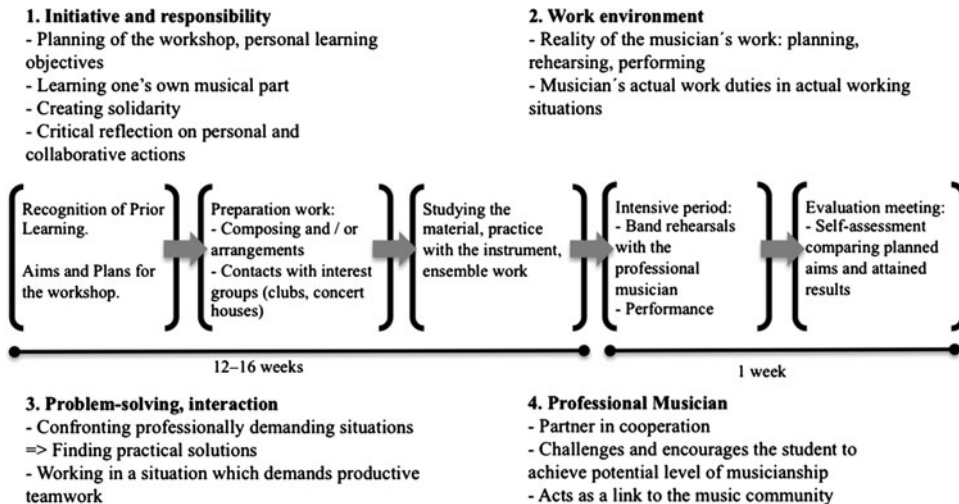 1. Initiative and responsibility
- Planning of the workshop, personal learning
objectives
- Learning one’s own musical part
- Creating solidarity
- Critical reflection on personal and
collaborative actions
2. Work environment
- Reality of the musician´s work: planning,
rehearsing, performing
- Musician´s actual work duties in actual working
situations
Recognition of Prior
Learning.
Aims and Plans for
the workshop.
Preparation work:
- Composing and / or
arrangements
- Contacts with interest
groups (clubs, concert
houses)
Studying the
material, practice
with the instrument,
ensemble work
Intensive period:
- Band rehearsals
with the
professional
musician
- Performance
Evaluation meeting:
- Self-assessment
comparing planned
aims and attained
results
12–16 weeks
1 week
3. Problem-solving, interaction
- Confronting professionally demanding situations
=> Finding practical solutions
- Working in a situation which demands productive
teamwork
4. Professional Musician
- Partner in cooperation
- Challenges and encourages the student to
achieve potential level of musicianship
- Acts as a link to the music community